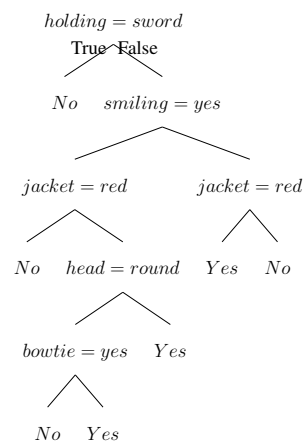 holding = sword
True False
No smiling = yes
jacket = red jacket = red
No head = round Yes No
bowtie = yes Yes
No Yes